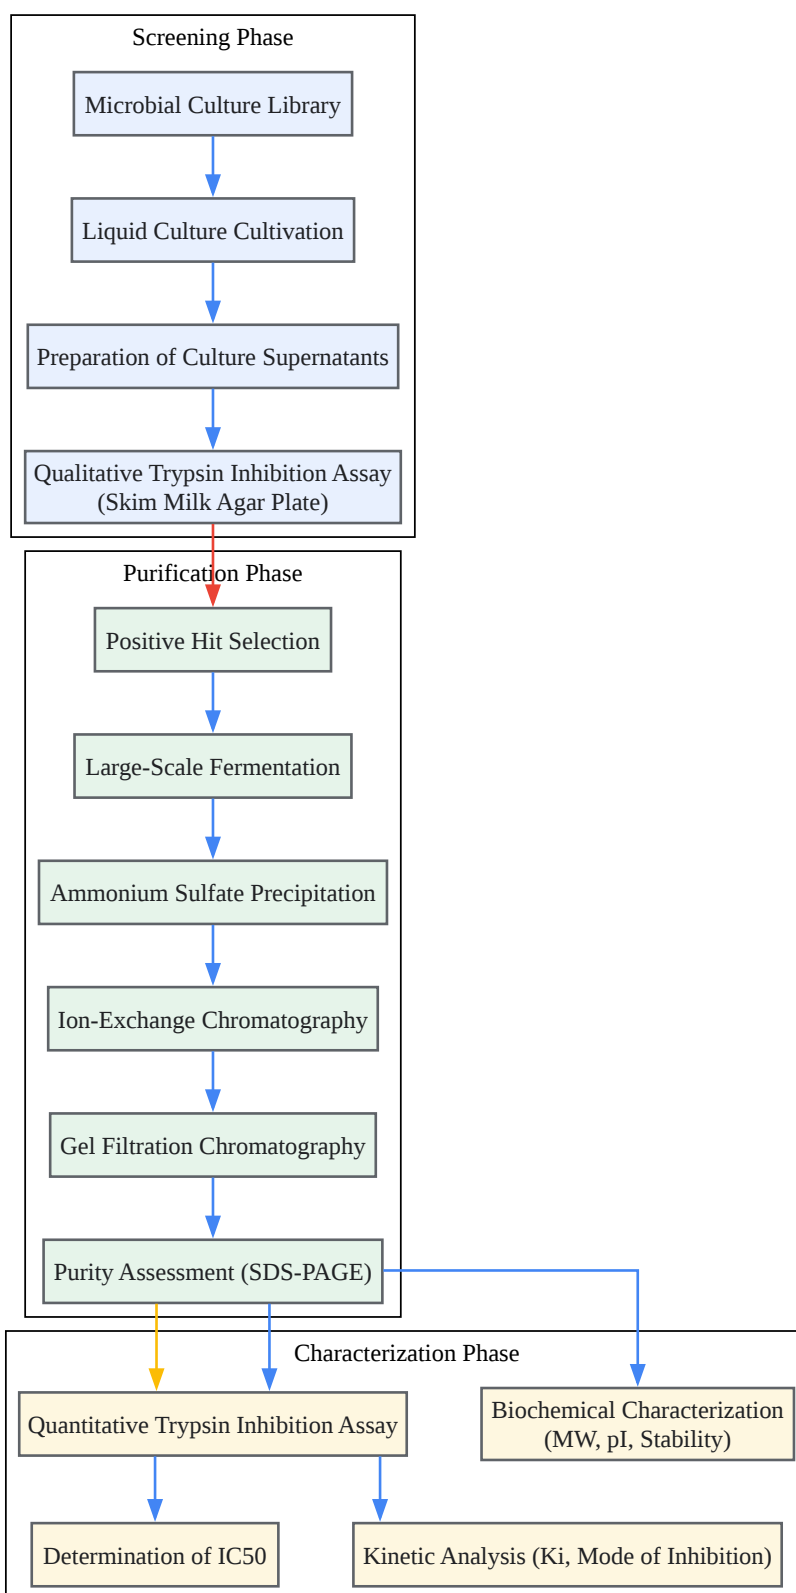 Screening Phase
Microbial Culture Library
Liquid Culture Cultivation
Preparation of Culture Supernatants
Qualitative Trypsin Inhibition Assay
(Skim Milk Agar Plate)
Purification Phase
Positive Hit Selection
Large-Scale Fermentation
Ammonium Sulfate Precipitation
Ion-Exchange Chromatography
Gel Filtration Chromatography
Purity Assessment (SDS-PAGE)
Characterization Phase
Quantitative Trypsin Inhibition Assay
Biochemical Characterization
(MW, pI, Stability)
Determination of IC50
Kinetic Analysis (Ki, Mode of Inhibition)